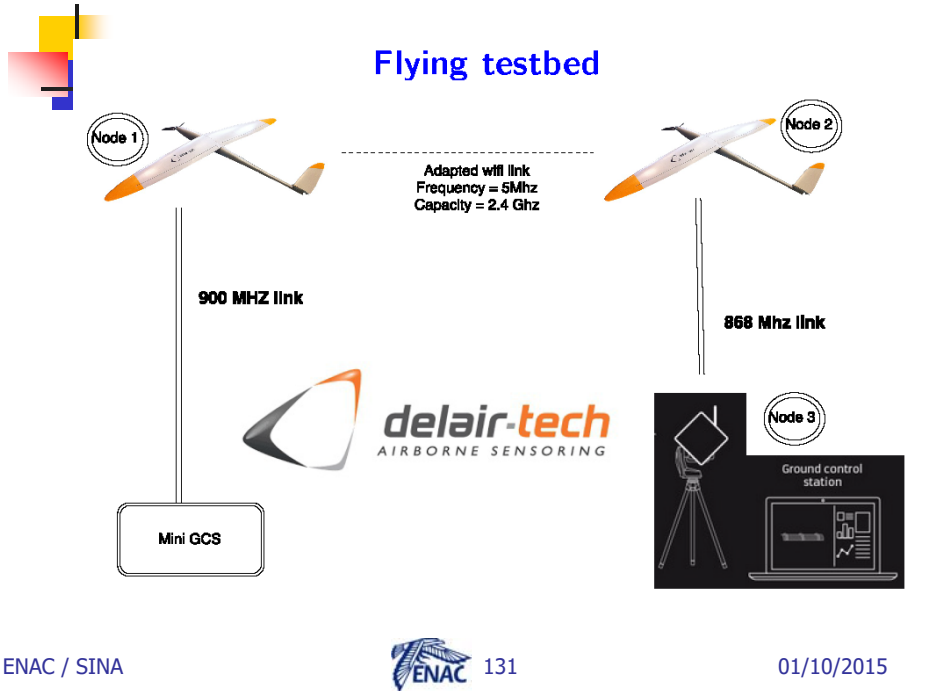 Flying testbed
Node 1
Node 2
Adapted wifi link
Frequency = 5Mhz
Capacity = 2.4 Ghz
900 MHZ link
868 Mhz link
delair-tech
AIRBORNE SENSORING
Node 3
Ground control
station
Mini GCS
ENAC / SINA
ENAC
131
01/10/2015